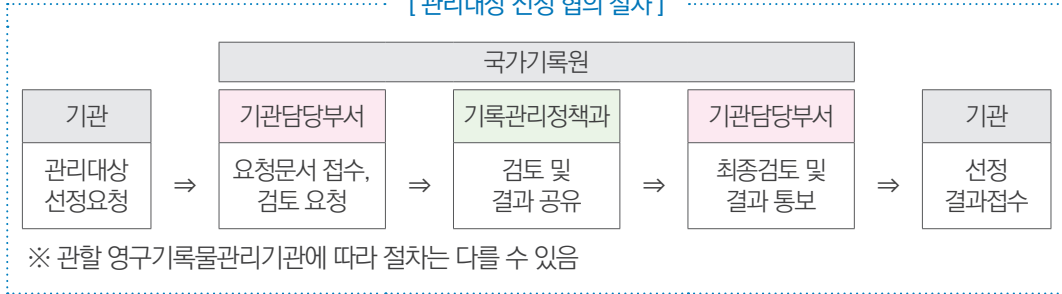 [ 관리대상 선정 협의 절차 ]
국가기록원
기관
기관담당부서
기록관리정책과
기관담당부서
기관
관리대상
선정요청
⇒
요청문서 접수,
검토 요청
⇒
검토 및
결과 공유
⇒
최종검토 및
결과 통보
⇒
선정
결과접수
※ 관할 영구기록물관리기관에 따라 절차는 다를 수 있음